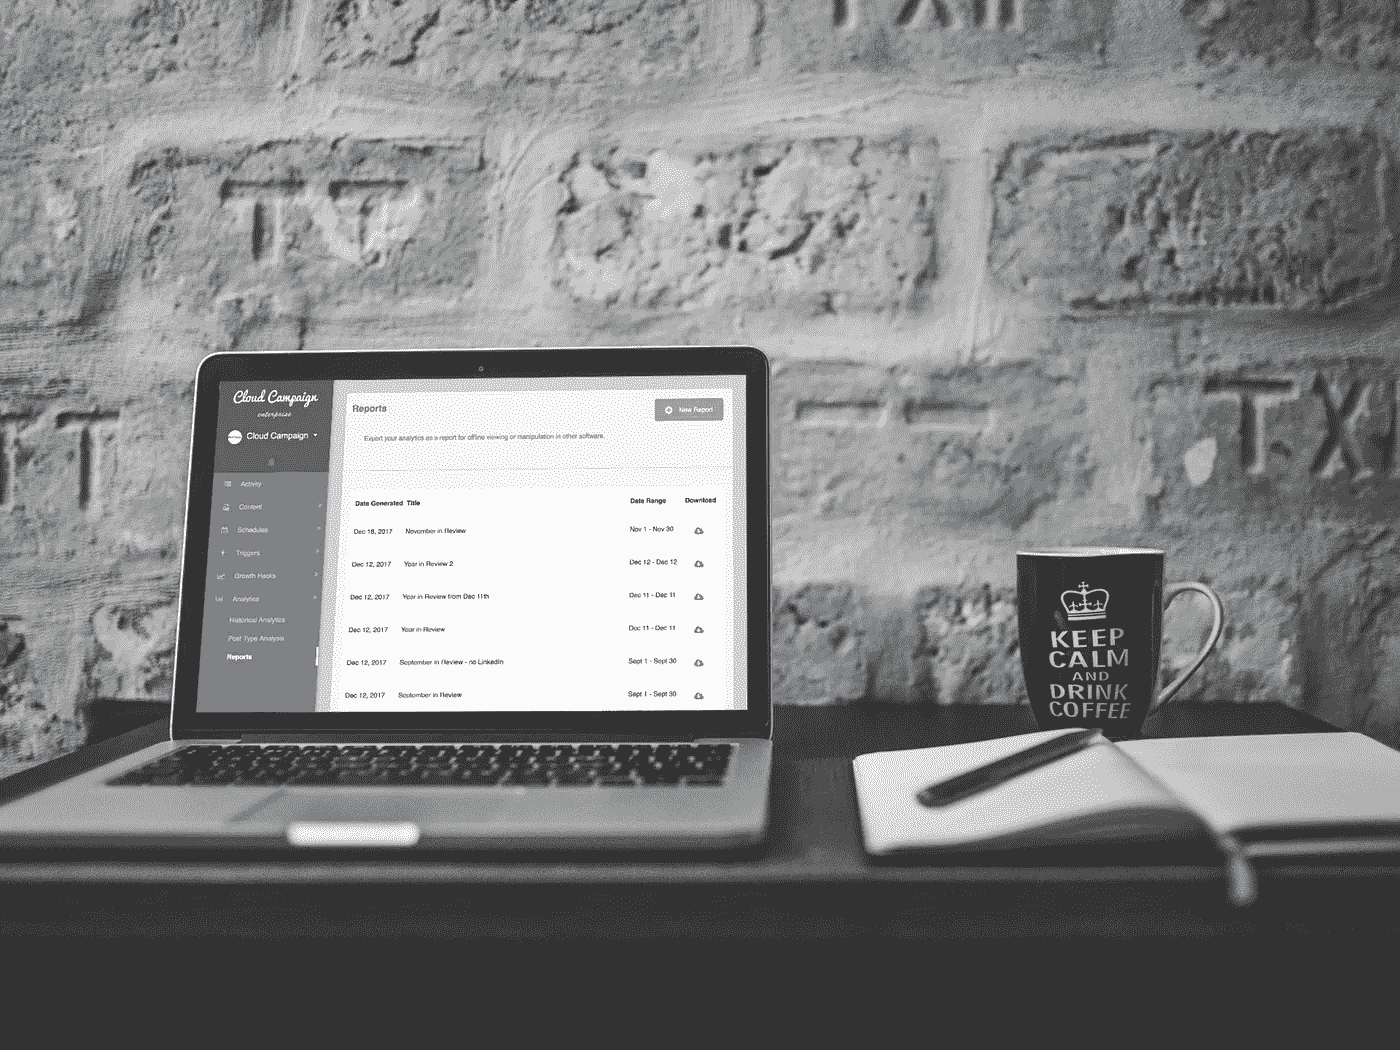 TXII
Cloud Campaign
enterprise
Cloud Campaign
Activity
Content
Schedules
Triggers
Growth Hacks
Analytics
Historical Analytics
Post Type Analysis
Reports
Reports
New Report
Export your analytics as a report for offline viewing or manipulation in other software.
Date Generated Title Date Range Download
Dec 18, 2017 November in Review Nov 1 - Nov 30
Dec 12, 2017 Year in Review 2 Dec 12 - Dec 12
Dec 12, 2017 Year in Review from Dec 11th Dec 11 - Dec 11
Dec 12, 2017 Year in Review Dec 11 - Dec 11
Dec 12, 2017 September in Review - no LinkedIn Sept 1 - Sept 30
Dec 12, 2017 September in Review Sept 1 - Sept 30
TXI
KEEP
CALM
AND
DRINK
COFFEE